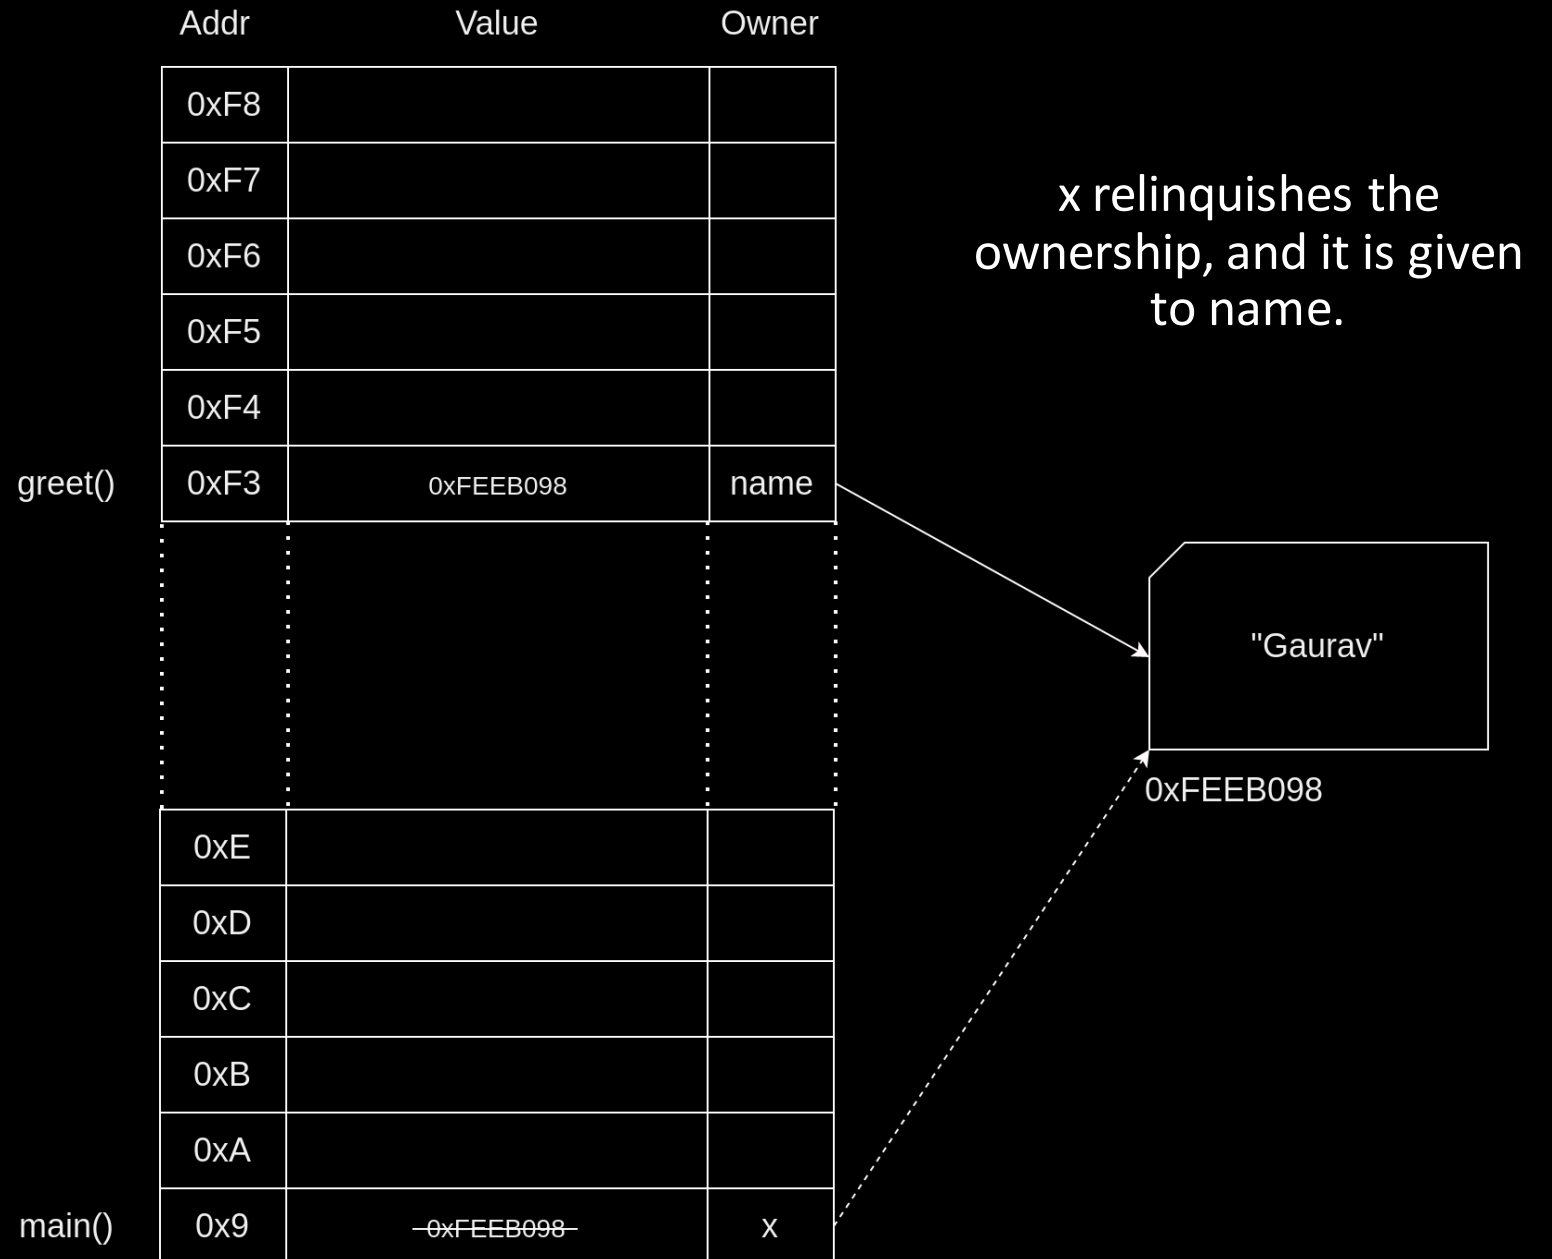 Addr Value Owner
0xF8
0xF7
0xF6
0xF5
0xF4
greet() 0xF3 0xFEEB098 name
0xE
0xD
0xC
0xB
0xA
main() 0x9 0xFEEB098 x
x relinquishes the
ownership, and it is given
to name.
"Gaurav"
0xFEEB098